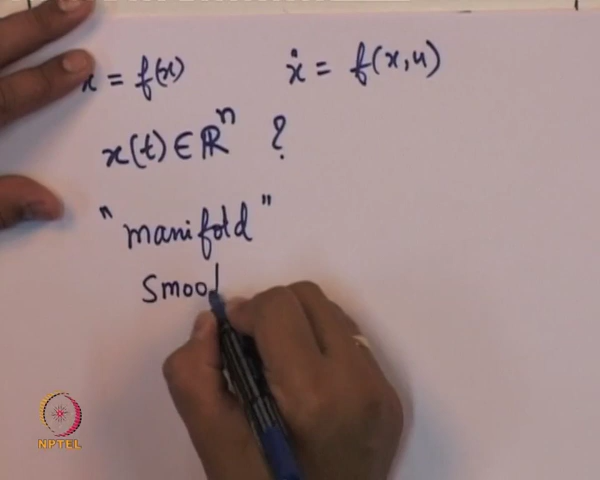 ẋ = f(x) ẋ = f(x,u)
x(t) ∈ ℝⁿ ?
"manifold"
Smoo
NPTEL